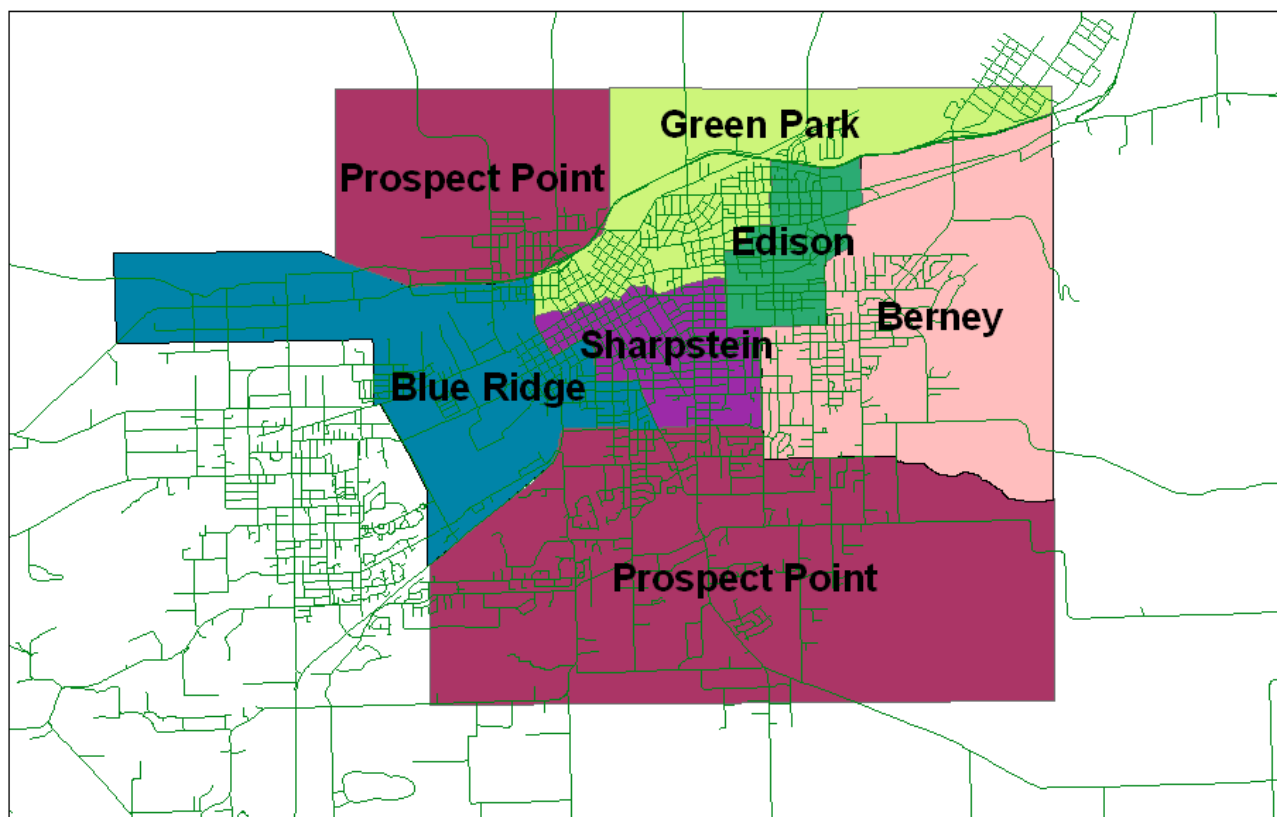 Green Park
Prospect Point
Edison
Berney
Sharpstein
Blue Ridge
Prospect Point